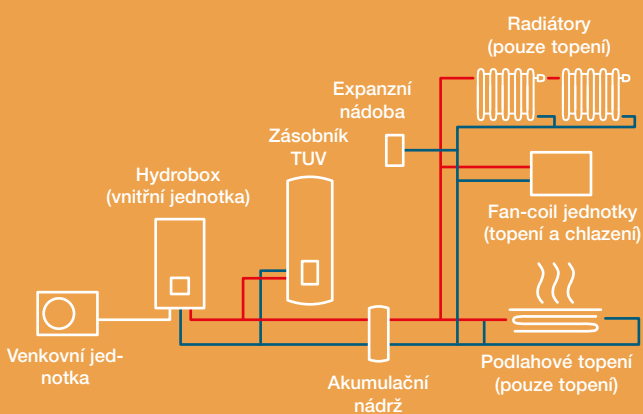 Radiátory
(pouze topení)
Expanzní
nádoba
Zásobník
TUV
Hydrobox
(vnitřní jednotka)
Fan-coil jednotky
(topení a chlazení)
Venkovní jed-
notka
Akumulační
nádrž
Podlahové topení
(pouze topení)